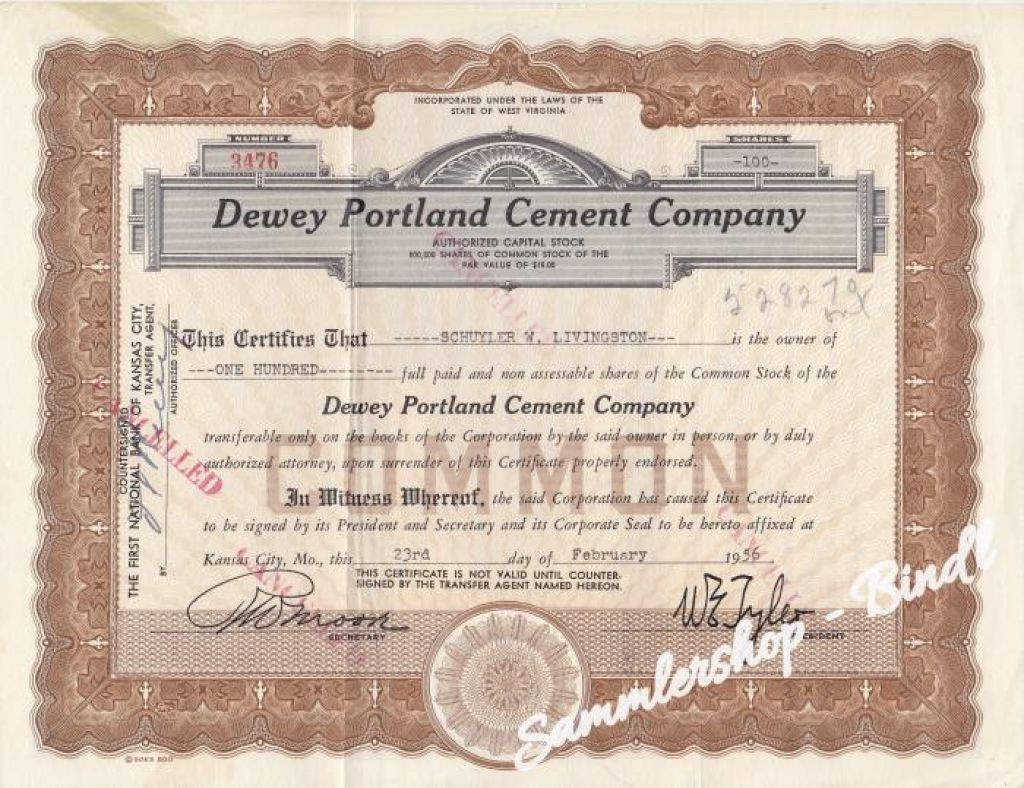 INCORPORATED UNDER THE LAWS OF THE
STATE OF WEST VIRGINIA
NUMBER
3476
SHARES
-100-
Dewey Portland Cement Company
AUTHORIZED CAPITAL STOCK
800,000 SHARES OF COMMON STOCK OF THE
PAR VALUE OF $15.00
This Certifies That -----SCHUYLER W. LIVINGSTON--- is the owner of
---ONE HUNDRED-------- full paid and non assessable shares of the Common Stock of the
Dewey Portland Cement Company
transferable only on the books of the Corporation by the said owner in person, or by duly
authorized attorney, upon surrender of this Certificate properly endorsed.
COMMON
In Witness Whereof, the said Corporation has caused this Certificate
to be signed by its President and Secretary and its Corporate Seal to be hereto affixed at
Kansas City, Mo., this 23rd day of February 1956
THIS CERTIFICATE IS NOT VALID UNTIL COUNTER-
SIGNED BY THE TRANSFER AGENT NAMED HEREON.
SECRETARY
W E Tyler
COUNTERSIGNED
THE FIRST NATIONAL BANK OF KANSAS CITY,
TRANSFER AGENT,
BY
AUTHORIZED OFFICER
CANCELLED
CANCELLED
CANCELLED
CANCELLED
Sammlershop - Bindl